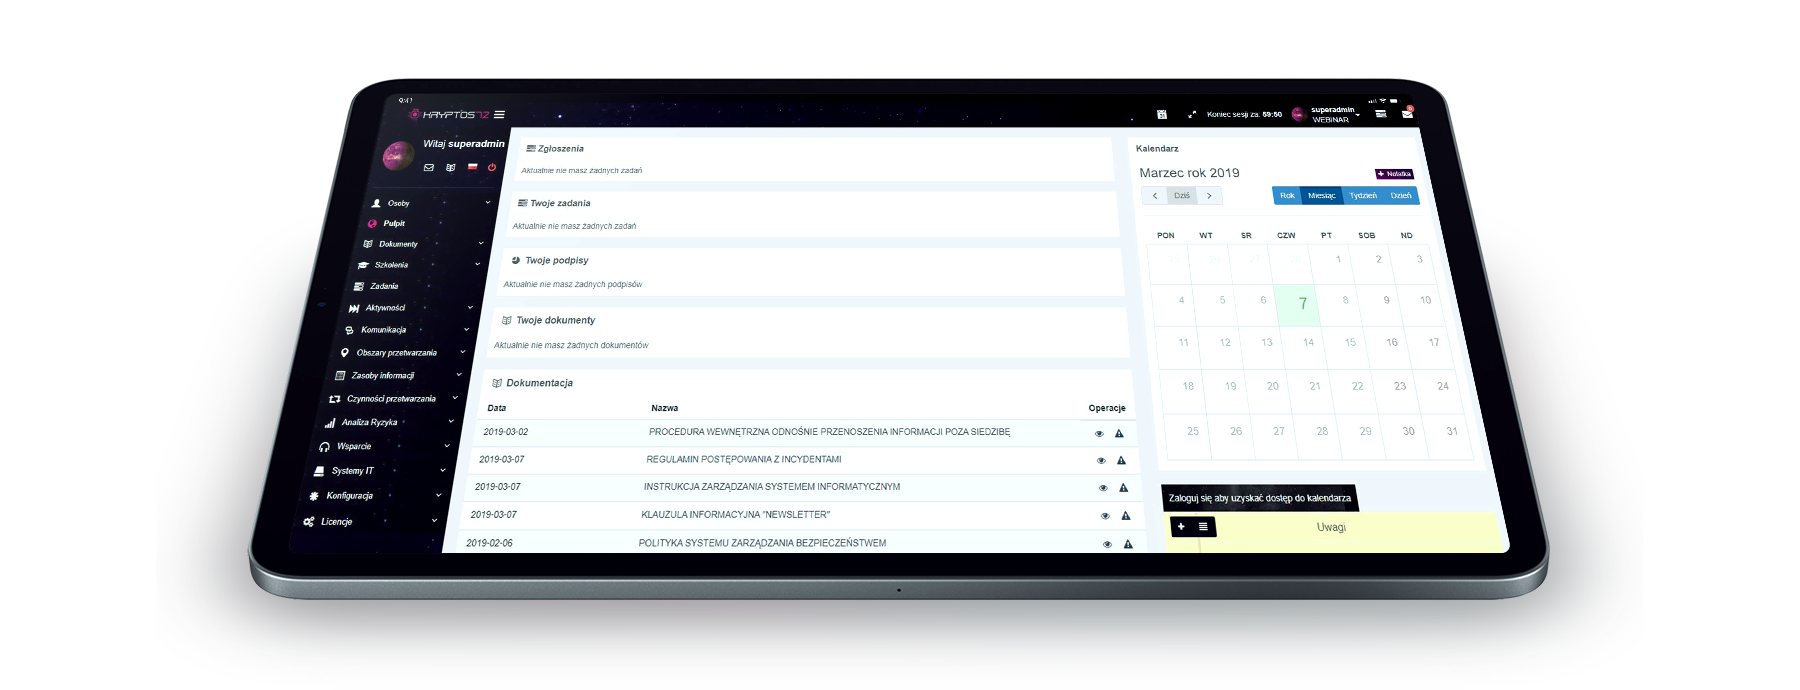 9:41
KRYPTOS72
Koniec sesji za: 59:50
superadmin
WEBINAR
Witaj superadmin
Osoby
Pulpit
Dokumenty
Szkolenia
Zadania
Aktywności
Komunikacja
Obszary przetwarzania
Zasoby informacji
Czynności przetwarzania
Analiza Ryzyka
Wsparcie
Systemy IT
Konfiguracja
Licencje
Zgłoszenia
Aktualnie nie masz żadnych zadań
Twoje zadania
Aktualnie nie masz żadnych zadań
Twoje podpisy
Aktualnie nie masz żadnych podpisów
Twoje dokumenty
Aktualnie nie masz żadnych dokumentów
Dokumentacja
Data Nazwa Operacje
2019-03-02 PROCEDURA WEWNĘTRZNA ODNOŚNIE PRZENOSZENIA INFORMACJI POZA SIEDZIBĘ
2019-03-07 REGULAMIN POSTĘPOWANIA Z INCYDENTAMI
2019-03-07 INSTRUKCJA ZARZĄDZANIA SYSTEMEM INFORMATYCZNYM
2019-03-07 KLAUZULA INFORMACYJNA "NEWSLETTER"
2019-02-06 POLITYKA SYSTEMU ZARZĄDZANIA BEZPIECZEŃSTWEM
Kalendarz
Marzec rok 2019
+ Notatka
Dziś
Rok Miesiąc Tydzień Dzień
PON WT SR CZW PT SOB ND
1 2 3
4 5 6 7 8 9 10
11 12 13 14 15 16 17
18 19 20 21 22 23 24
25 26 27 28 29 30 31
Zaloguj się aby uzyskać dostęp do kalendarza
Uwagi